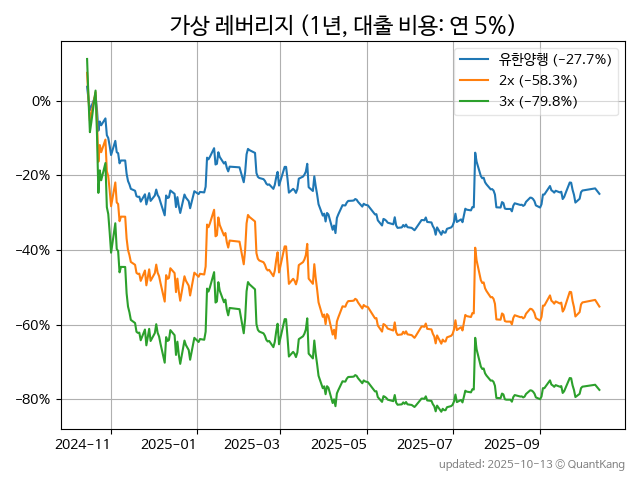 가상 레버리지 (1년, 대출 비용: 연 5%)
유한양행 (-27.7%)
2x (-58.3%)
3x (-79.8%)
0%
-20%
-40%
-60%
-80%
2024-11
2025-01
2025-03
2025-05
2025-07
2025-09
updated: 2025-10-13 © QuantKang